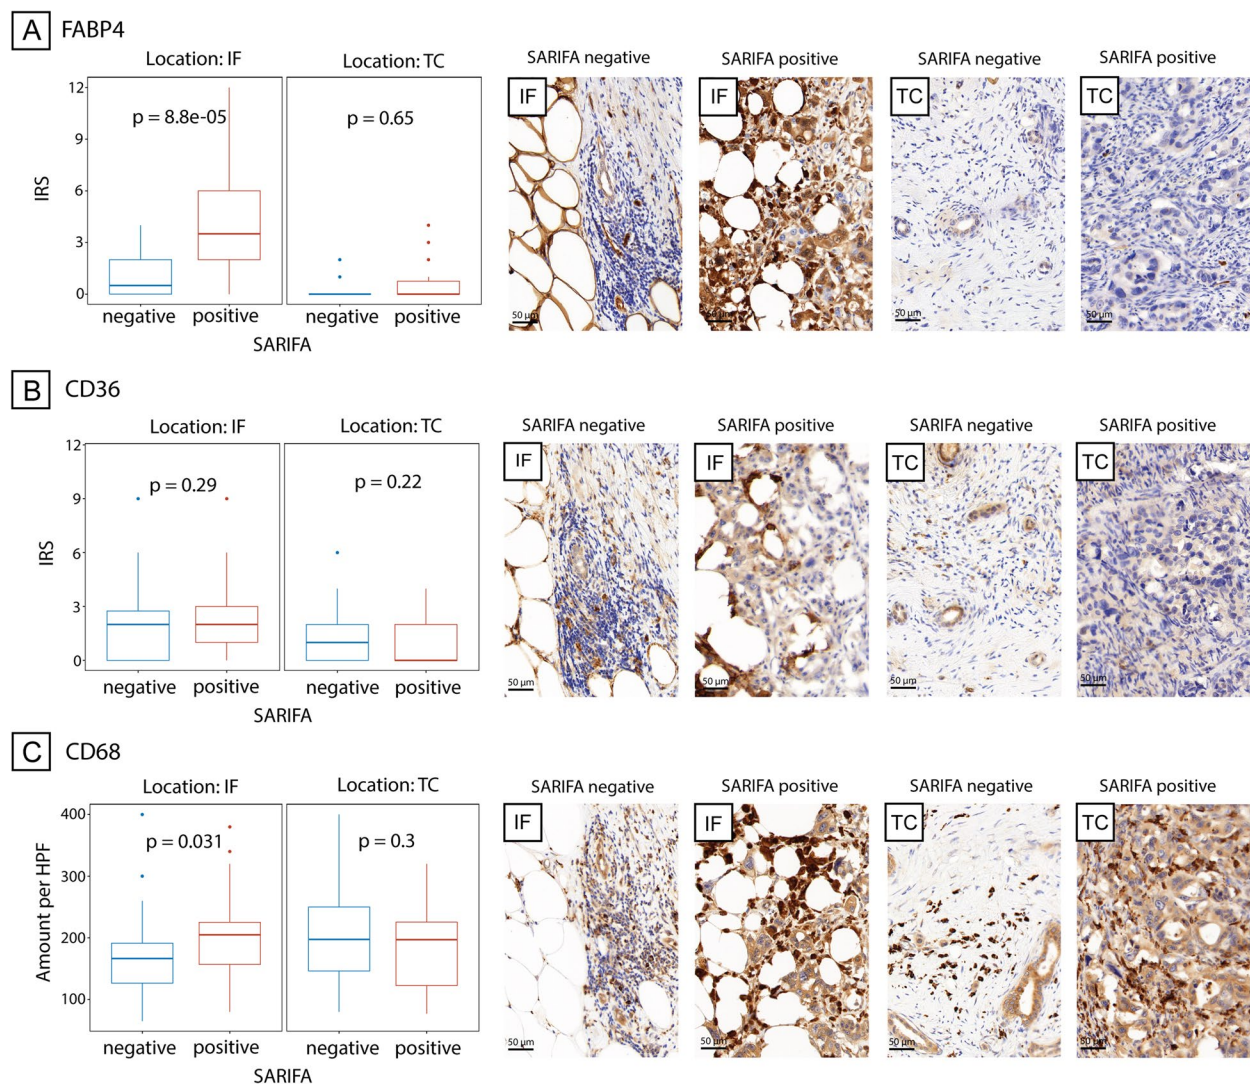 A FABP4
Location: IF
Location: TC
SARIFA negative
SARIFA positive
SARIFA negative
SARIFA positive
IRS
12
9
6
3
0
p = 8.8e-05
p = 0.65
negative
positive
negative
positive
SARIFA
IF
50 µm
IF
50 µm
TC
50 µm
TC
50 µm
B CD36
Location: IF
Location: TC
SARIFA negative
SARIFA positive
SARIFA negative
SARIFA positive
IRS
12
9
6
3
0
p = 0.29
p = 0.22
negative
positive
negative
positive
SARIFA
IF
50 µm
IF
50 µm
TC
50 µm
TC
50 µm
C CD68
Location: IF
Location: TC
SARIFA negative
SARIFA positive
SARIFA negative
SARIFA positive
Amount per HPF
400
300
200
100
p = 0.031
p = 0.3
negative
positive
negative
positive
SARIFA
IF
50 µm
IF
50 µm
TC
50 µm
TC
50 µm